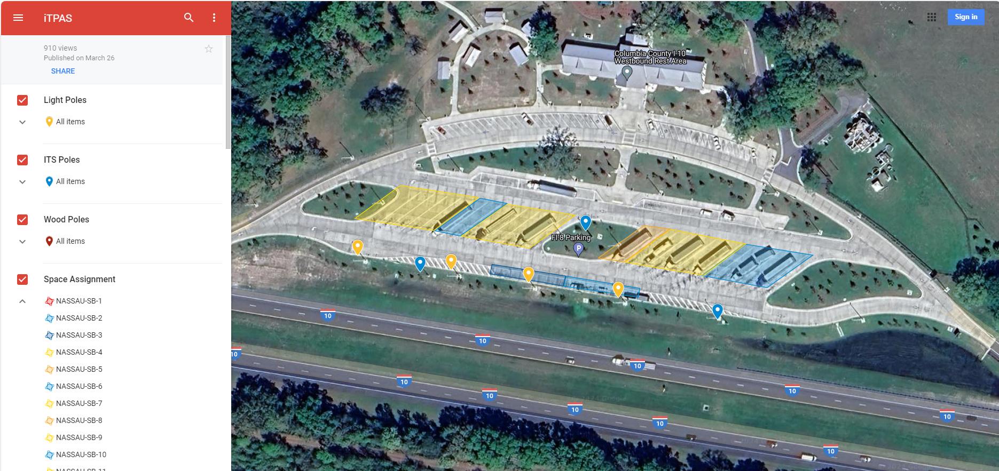 iTPAS
910 views
Published on March 26
SHARE
Light Poles
All items
ITS Poles
All items
Wood Poles
All items
Space Assignment
NASSAU-SB-1
NASSAU-SB-2
NASSAU-SB-3
NASSAU-SB-4
NASSAU-SB-5
NASSAU-SB-6
NASSAU-SB-7
NASSAU-SB-8
NASSAU-SB-9
NASSAU-SB-10
NASSAU-SB-11
Sign in
Columbia County I-10
Westbound Rest Area
Fl-8 Parking
P
10
10
10
10
10
10
10
10
10
10
10